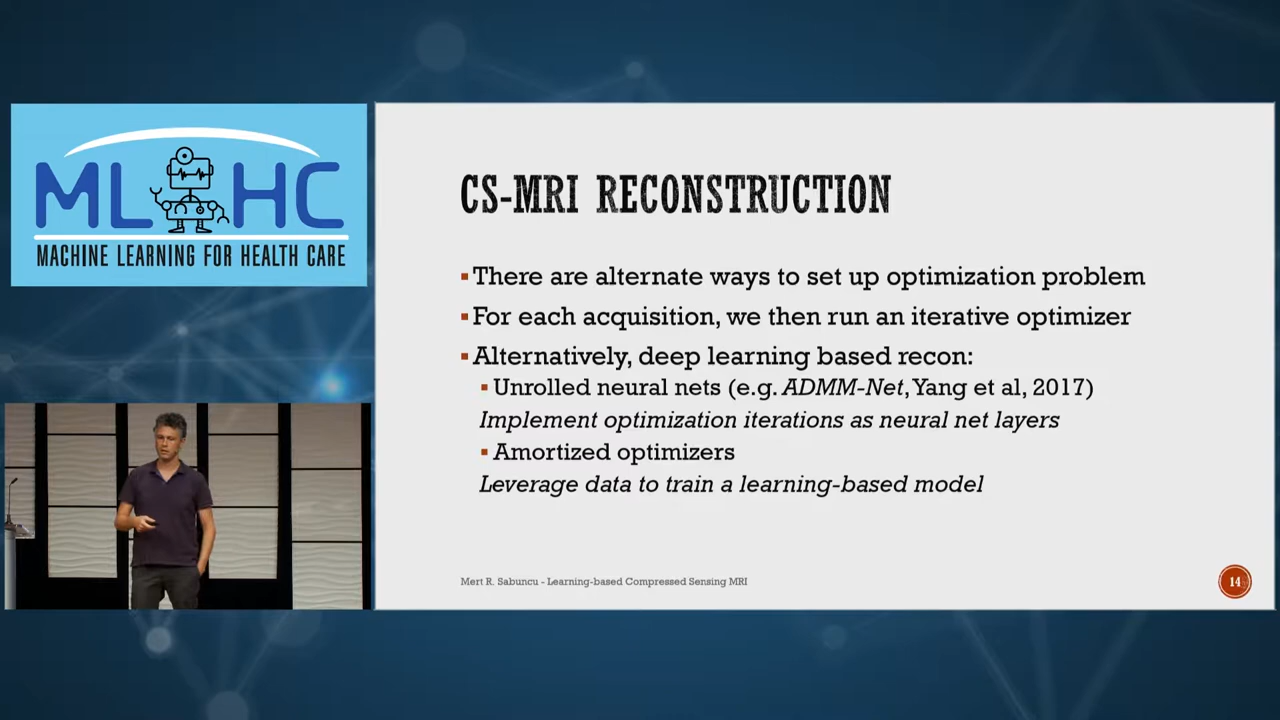 ML HC
MACHINE LEARNING FOR HEALTH CARE
CS-MRI RECONSTRUCTION
▪There are alternate ways to set up optimization problem
▪For each acquisition, we then run an iterative optimizer
▪Alternatively, deep learning based recon:
▪Unrolled neural nets (e.g. ADMM-Net, Yang et al, 2017)
Implement optimization iterations as neural net layers
▪Amortized optimizers
Leverage data to train a learning-based model
Mert R. Sabuncu - Learning-based Compressed Sensing MRI
14